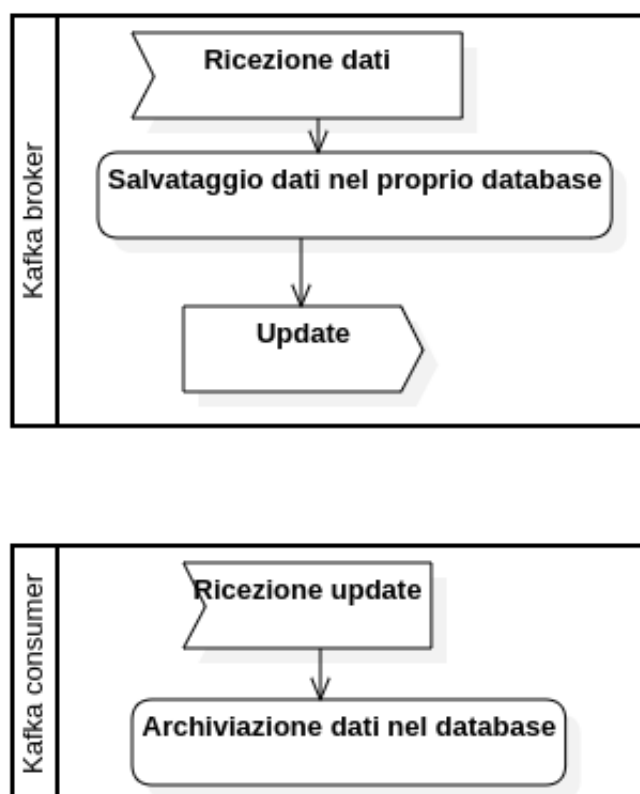 Kafka broker
Ricezione dati
Salvataggio dati nel proprio database
Update
Kafka consumer
Ricezione update
Archiviazione dati nel database